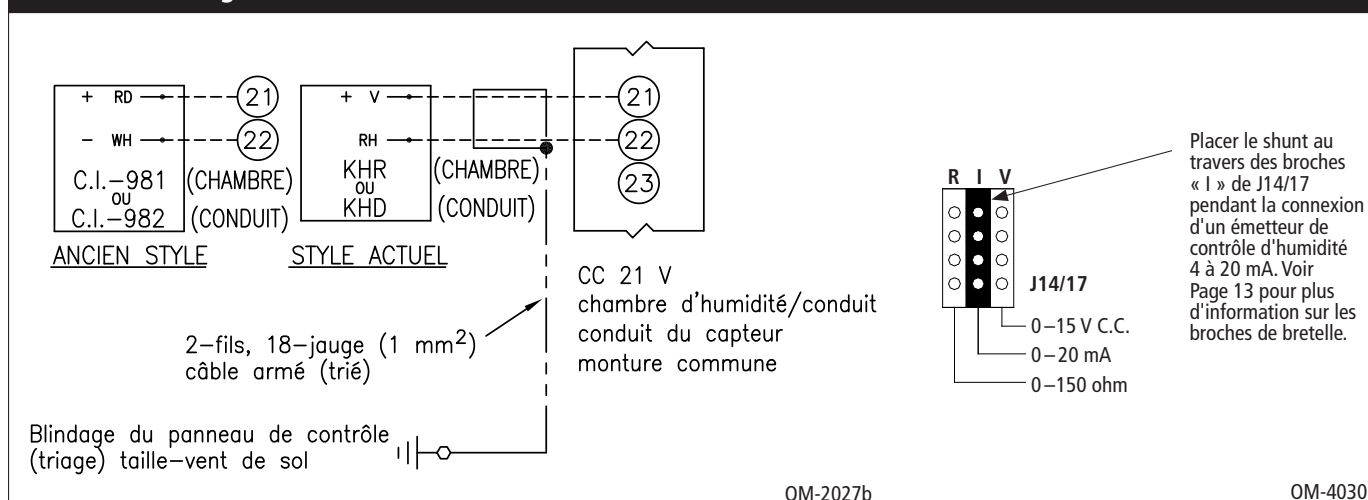 + RD
21
- WH
22
C.I.-981
OU
C.I.-982
(CHAMBRE)
(CONDUIT)
ANCIEN STYLE
+ V
RH
KHR
OU
KHD
(CHAMBRE)
(CONDUIT)
STYLE ACTUEL
21
22
23
CC 21 V
chambre d'humidité/conduit
conduit du capteur
monture commune
2-fils, 18-jauge (1 mm²)
câble armé (trié)
Blindage du panneau de contrôle
(triage) taille-vent de sol
OM-2027b
R I V
J14/17
0–15 V C.C.
0–20 mA
0–150 ohm
Placer le shunt au
travers des broches
« I » de J14/17
pendant la connexion
d'un émetteur de
contrôle d'humidité
4 à 20 mA. Voir
Page 13 pour plus
d'information sur les
broches de bretelle.
OM-4030